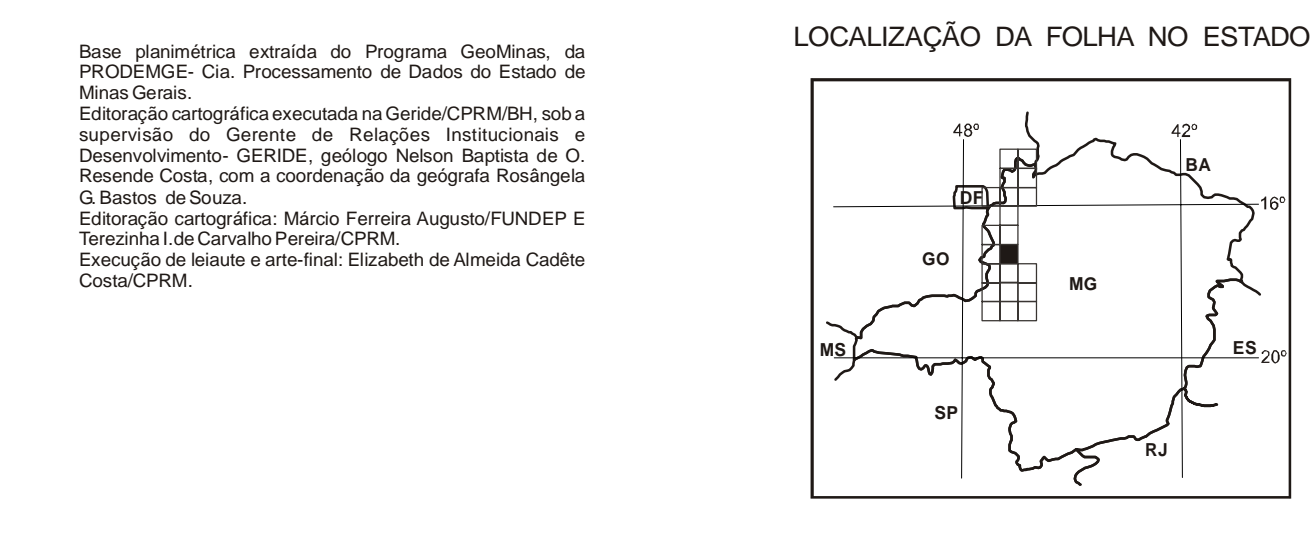 Base planimétrica extraída do Programa GeoMinas, da
PRODEMGE- Cia. Processamento de Dados do Estado de
Minas Gerais.
Editoração cartográfica executada na Geride/CPRM/BH, sob a
supervisão do Gerente de Relações Institucionais e
Desenvolvimento- GERIDE, geólogo Nelson Baptista de O.
Resende Costa, com a coordenação da geógrafa Rosângela
G. Bastos de Souza.
Editoração cartográfica: Márcio Ferreira Augusto/FUNDEP E
Terezinha I.de Carvalho Pereira/CPRM.
Execução de leiaute e arte-final: Elizabeth de Almeida Cadête
Costa/CPRM.
LOCALIZAÇÃO DA FOLHA NO ESTADO
48º
42º
BA
DF
16º
GO
MG
MS
ES
20º
SP
RJ